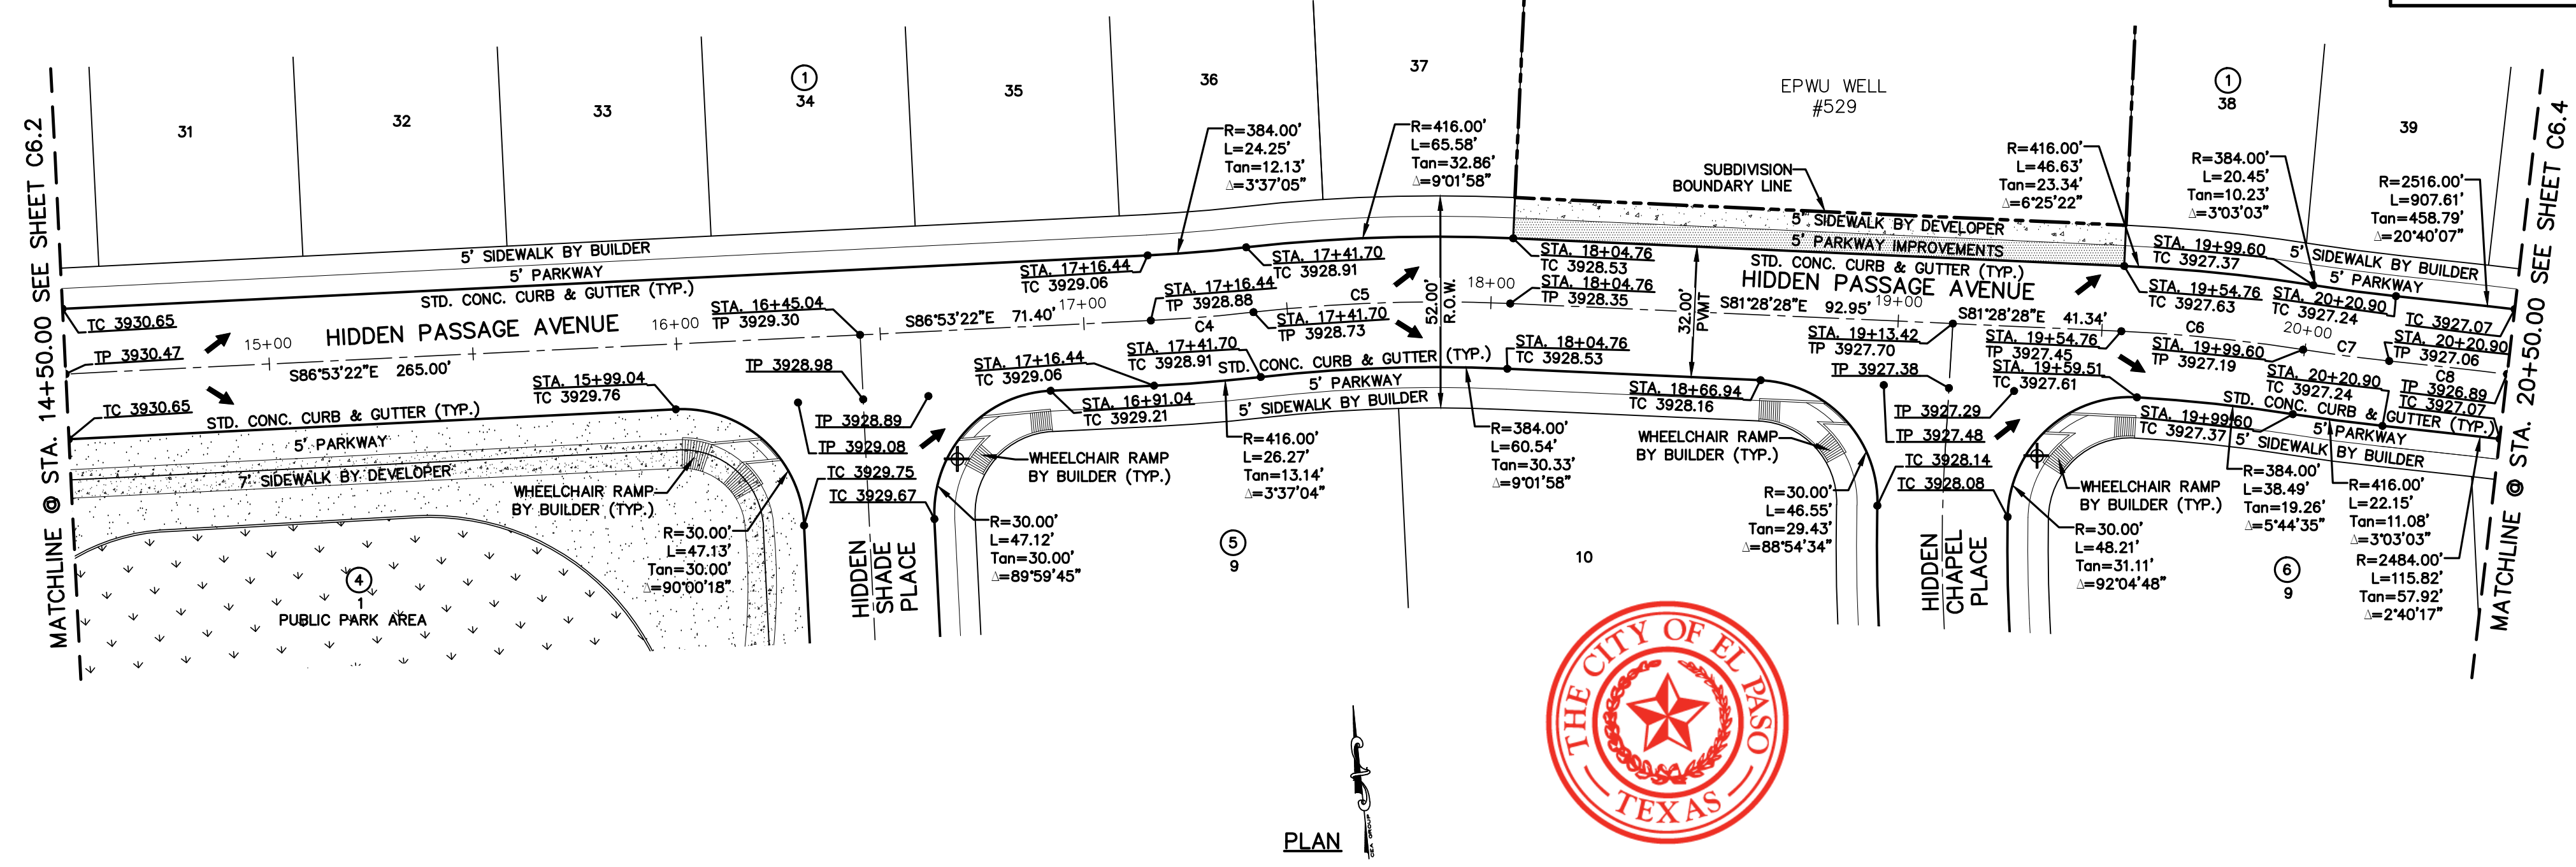 MATCHLINE @ STA. 14+50.00 SEE SHEET C6.2
31
32
33
1
34
35
36
37
EPWU WELL
#529
1
38
39
MATCHLINE @ STA. 20+50.00 SEE SHEET C6.4
R=384.00'
L=24.25'
Tan=12.13'
Δ=3°37'05"
R=416.00'
L=65.58'
Tan=32.86'
Δ=9°01'58"
SUBDIVISION
BOUNDARY LINE
R=416.00'
L=46.63'
Tan=23.34'
Δ=6°25'22"
R=384.00'
L=20.45'
Tan=10.23'
Δ=3°03'03"
R=2516.00'
L=907.61'
Tan=458.79'
Δ=20°40'07"
5' SIDEWALK BY BUILDER
5' PARKWAY
STD. CONC. CURB & GUTTER (TYP.)
TC 3930.65
TP 3930.47
15+00
HIDDEN PASSAGE AVENUE
S86°53'22"E 265.00'
16+00
STA. 16+45.04
TP 3929.30
S86°53'22"E 71.40'
17+00
STA. 17+16.44
TC 3929.06
STA. 17+16.44
TP 3928.88
STA. 17+41.70
TC 3928.91
C4
STA. 17+41.70
TP 3928.73
C5
52.00'
R.O.W.
18+00
STA. 18+04.76
TC 3928.53
STA. 18+04.76
TP 3928.35
5' SIDEWALK BY DEVELOPER
5' PARKWAY IMPROVEMENTS
STD. CONC. CURB & GUTTER (TYP.)
HIDDEN PASSAGE AVENUE
32.00'
PVMT
S81°28'28"E 92.95'
19+00
S81°28'28"E 41.34'
STA. 19+13.42
TP 3927.70
STA. 19+54.76
TC 3927.63
STA. 19+54.76
TP 3927.45
STA. 19+99.60
TC 3927.37
5' SIDEWALK BY BUILDER
5' PARKWAY
STA. 20+20.90
TC 3927.24
TC 3927.07
C6
20+00
STA. 19+99.60
TP 3927.19
C7
STA. 20+20.90
TP 3927.06
C8
TP 3926.89
TC 3927.07
TC 3930.65
STD. CONC. CURB & GUTTER (TYP.)
STA. 15+99.04
TC 3929.76
5' PARKWAY
7' SIDEWALK BY DEVELOPER
WHEELCHAIR RAMP
BY BUILDER (TYP.)
R=30.00'
L=47.13'
Tan=30.00'
Δ=90°00'18"
4
1
PUBLIC PARK AREA
TP 3928.98
TP 3928.89
TP 3929.08
TC 3929.75
TC 3929.67
HIDDEN
SHADE
PLACE
STA. 17+16.44
TC 3929.06
STA. 17+41.70
TC 3928.91
STA. 16+91.04
TC 3929.21
STD. CONC. CURB & GUTTER (TYP.)
5' PARKWAY
5' SIDEWALK BY BUILDER
STA. 18+04.76
TC 3928.53
WHEELCHAIR RAMP
BY BUILDER (TYP.)
R=30.00'
L=47.12'
Tan=30.00'
Δ=89°59'45"
R=416.00'
L=26.27'
Tan=13.14'
Δ=3°37'04"
5
9
R=384.00'
L=60.54'
Tan=30.33'
Δ=9°01'58"
10
STA. 18+66.94
TC 3928.16
WHEELCHAIR RAMP
BY BUILDER (TYP.)
R=30.00'
L=46.55'
Tan=29.43'
Δ=88°54'34"
TP 3927.38
TP 3927.29
TP 3927.48
TC 3928.14
TC 3928.08
HIDDEN
CHAPEL
PLACE
STA. 19+59.51
TC 3927.61
STA. 20+20.90
TC 3927.24
STD. CONC. CURB & GUTTER (TYP.)
STA. 19+99.60
TC 3927.37
5' PARKWAY
5' SIDEWALK BY BUILDER
WHEELCHAIR RAMP
BY BUILDER (TYP.)
R=30.00'
L=48.21'
Tan=31.11'
Δ=92°04'48"
R=384.00'
L=38.49'
Tan=19.26'
Δ=5°44'35"
R=416.00'
L=22.15'
Tan=11.08'
Δ=3°03'03"
R=2484.00'
L=115.82'
Tan=57.92'
Δ=2°40'17"
6
9
THE CITY OF EL PASO
TEXAS
PLAN
CEA GROUP